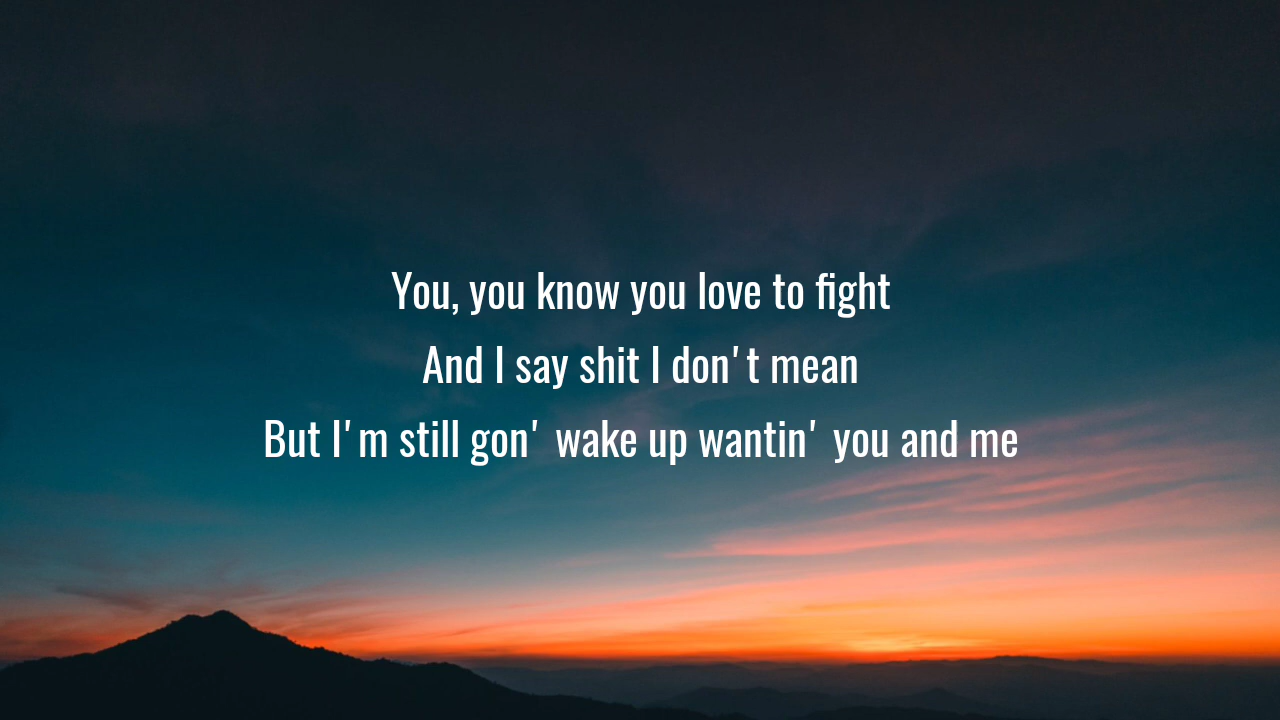 You, you know you love to fight
And I say shit I don't mean
But I'm still gon' wake up wantin' you and me